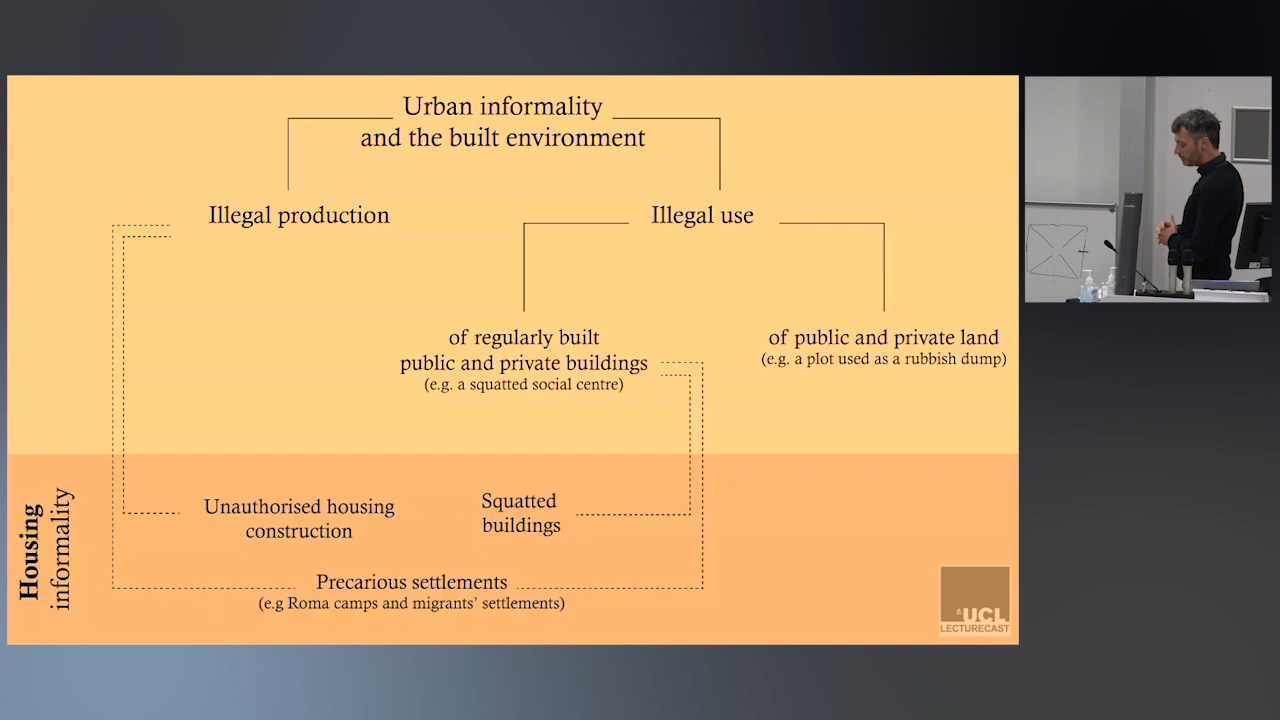 Urban informality
and the built environment
Illegal production
Illegal use
of regularly built
public and private buildings
(e.g. a squatted social centre)
of public and private land
(e.g. a plot used as a rubbish dump)
Housing
informality
Unauthorised housing
construction
Squatted
buildings
Precarious settlements
(e.g Roma camps and migrants’ settlements)
UCL
LECTURECAST